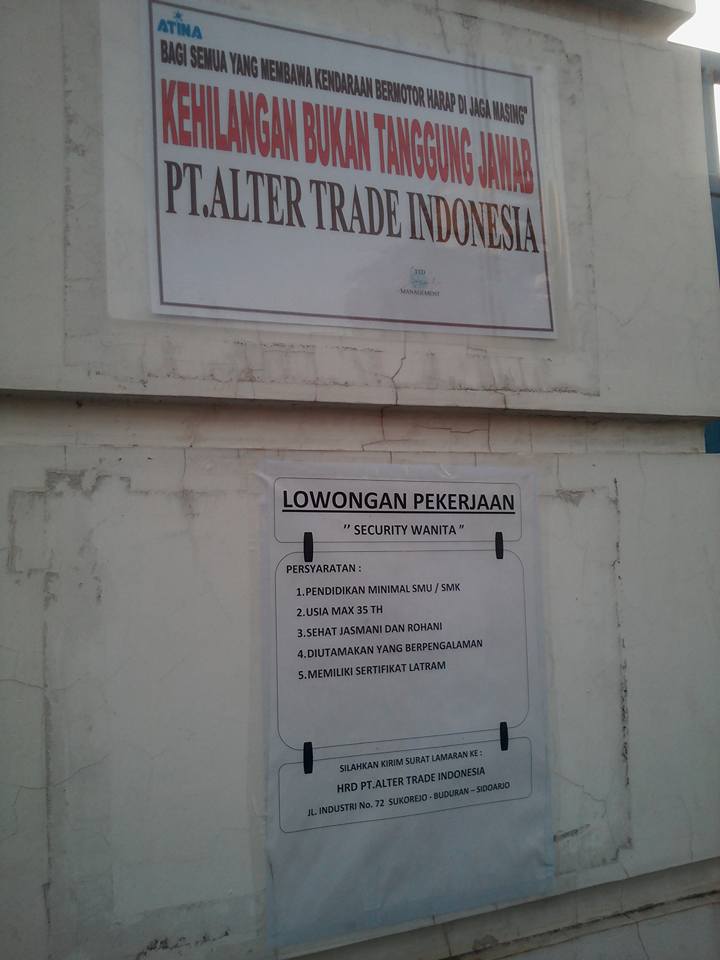 ATINA
BAGI SEMUA YANG MEMBAWA KENDARAAN BERMOTOR HARAP DI JAGA MASING"
KEHILANGAN BUKAN TANGGUNG JAWAB
PT.ALTER TRADE INDONESIA
TTD
MANAGEMENT
LOWONGAN PEKERJAAN
’’ SECURITY WANITA ”
PERSYARATAN :
1.PENDIDIKAN MINIMAL SMU / SMK
2.USIA MAX 35 TH
3.SEHAT JASMANI DAN ROHANI
4.DIUTAMAKAN YANG BERPENGALAMAN
5.MEMILIKI SERTIFIKAT LATRAM
SILAHKAN KIRIM SURAT LAMARAN KE :
HRD PT.ALTER TRADE INDONESIA
JL. INDUSTRI No. 72 SUKOREJO - BUDURAN – SIDOARJO